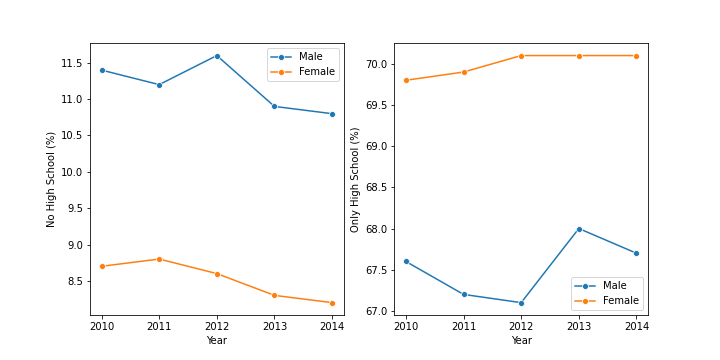 Male
Female
11.5
11.0
10.5
10.0
9.5
9.0
8.5
No High School (%)
2010 2011 2012 2013 2014
Year
Male
Female
70.0
69.5
69.0
68.5
68.0
67.5
67.0
Only High School (%)
2010 2011 2012 2013 2014
Year